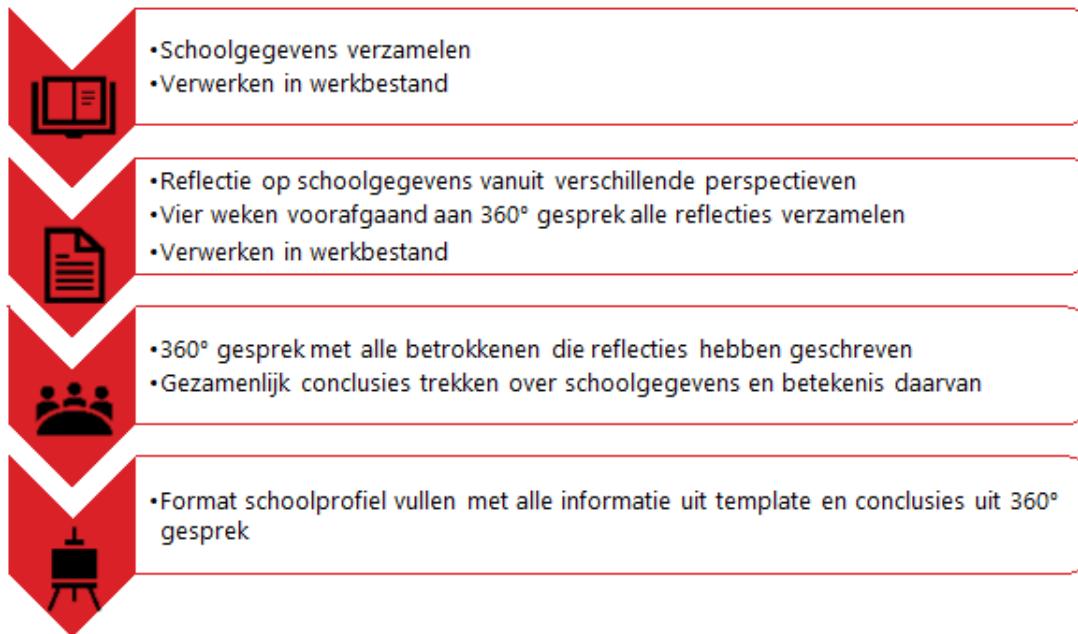 •Schoolgegevens verzamelen
•Verwerken in werkbestand
•Reflectie op schoolgegevens vanuit verschillende perspectieven
•Vier weken voorafgaand aan 360° gesprek alle reflecties verzamelen
•Verwerken in werkbestand
•360° gesprek met alle betrokkenen die reflecties hebben geschreven
•Gezamenlijk conclusies trekken over schoolgegevens en betekenis daarvan
•Format schoolprofiel vullen met alle informatie uit template en conclusies uit 360°
gesprek